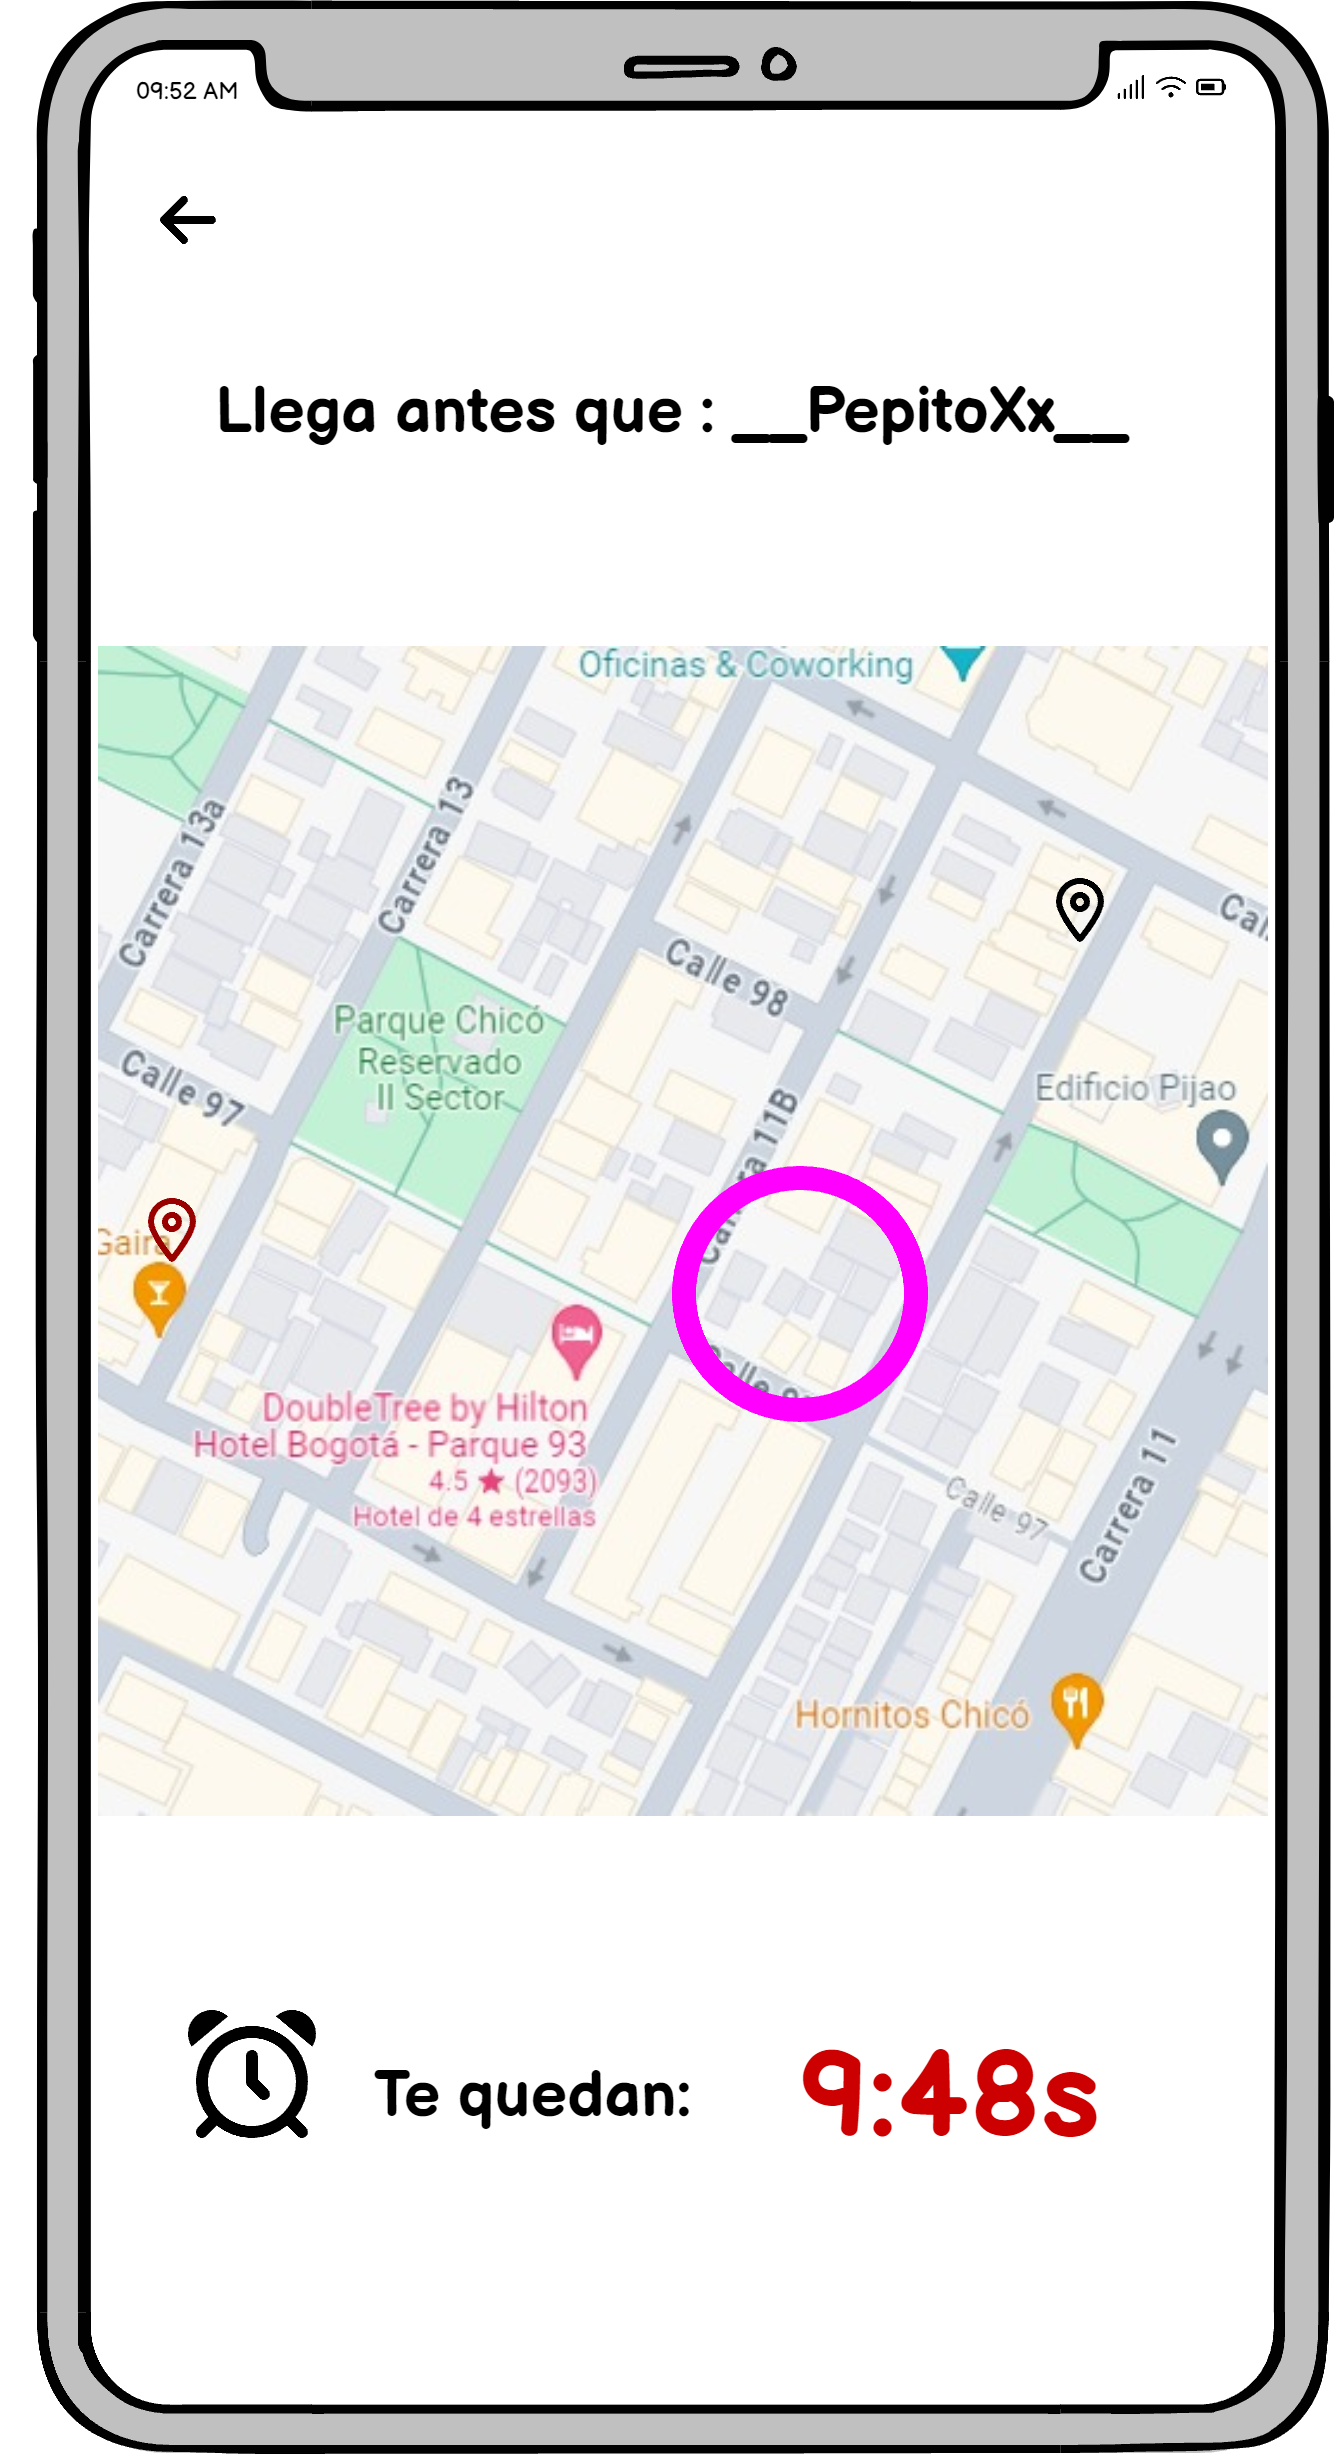 09:52 AM
Llega antes que : __PepitoXx__
Oficinas & Coworking
Carrera 13a
Carrera 13
Calle 98
Parque Chicó
Reservado
II Sector
Calle 97
Edificio Pijao
11B
Gaira
DoubleTree by Hilton
Hotel Bogotá - Parque 93
4.5 ★ (2093)
Hotel de 4 estrellas
Calle 97
Carrera 11
Hornitos Chicó
Te quedan:
9:48s